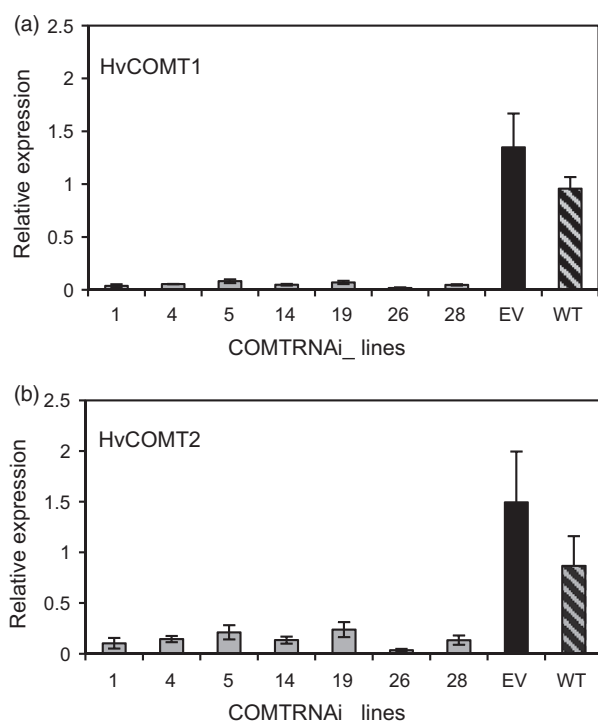 (a)
2.5
HvCOMT1
2
1.5
1
0.5
0
Relative expression
1 4 5 14 19 26 28 EV WT
COMTRNAi_ lines
(b)
2.5
HvCOMT2
2
1.5
1
0.5
0
Relative expression
1 4 5 14 19 26 28 EV WT
COMTRNAi_ lines